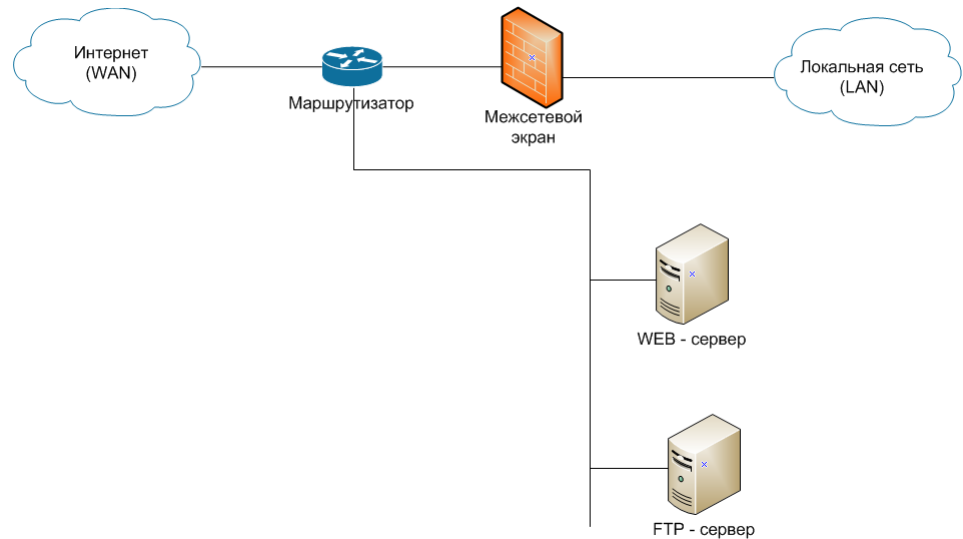 Интернет
(WAN)
Маршрутизатор
Межсетевой
экран
Локальная сеть
(LAN)
WEB - сервер
FTP - сервер